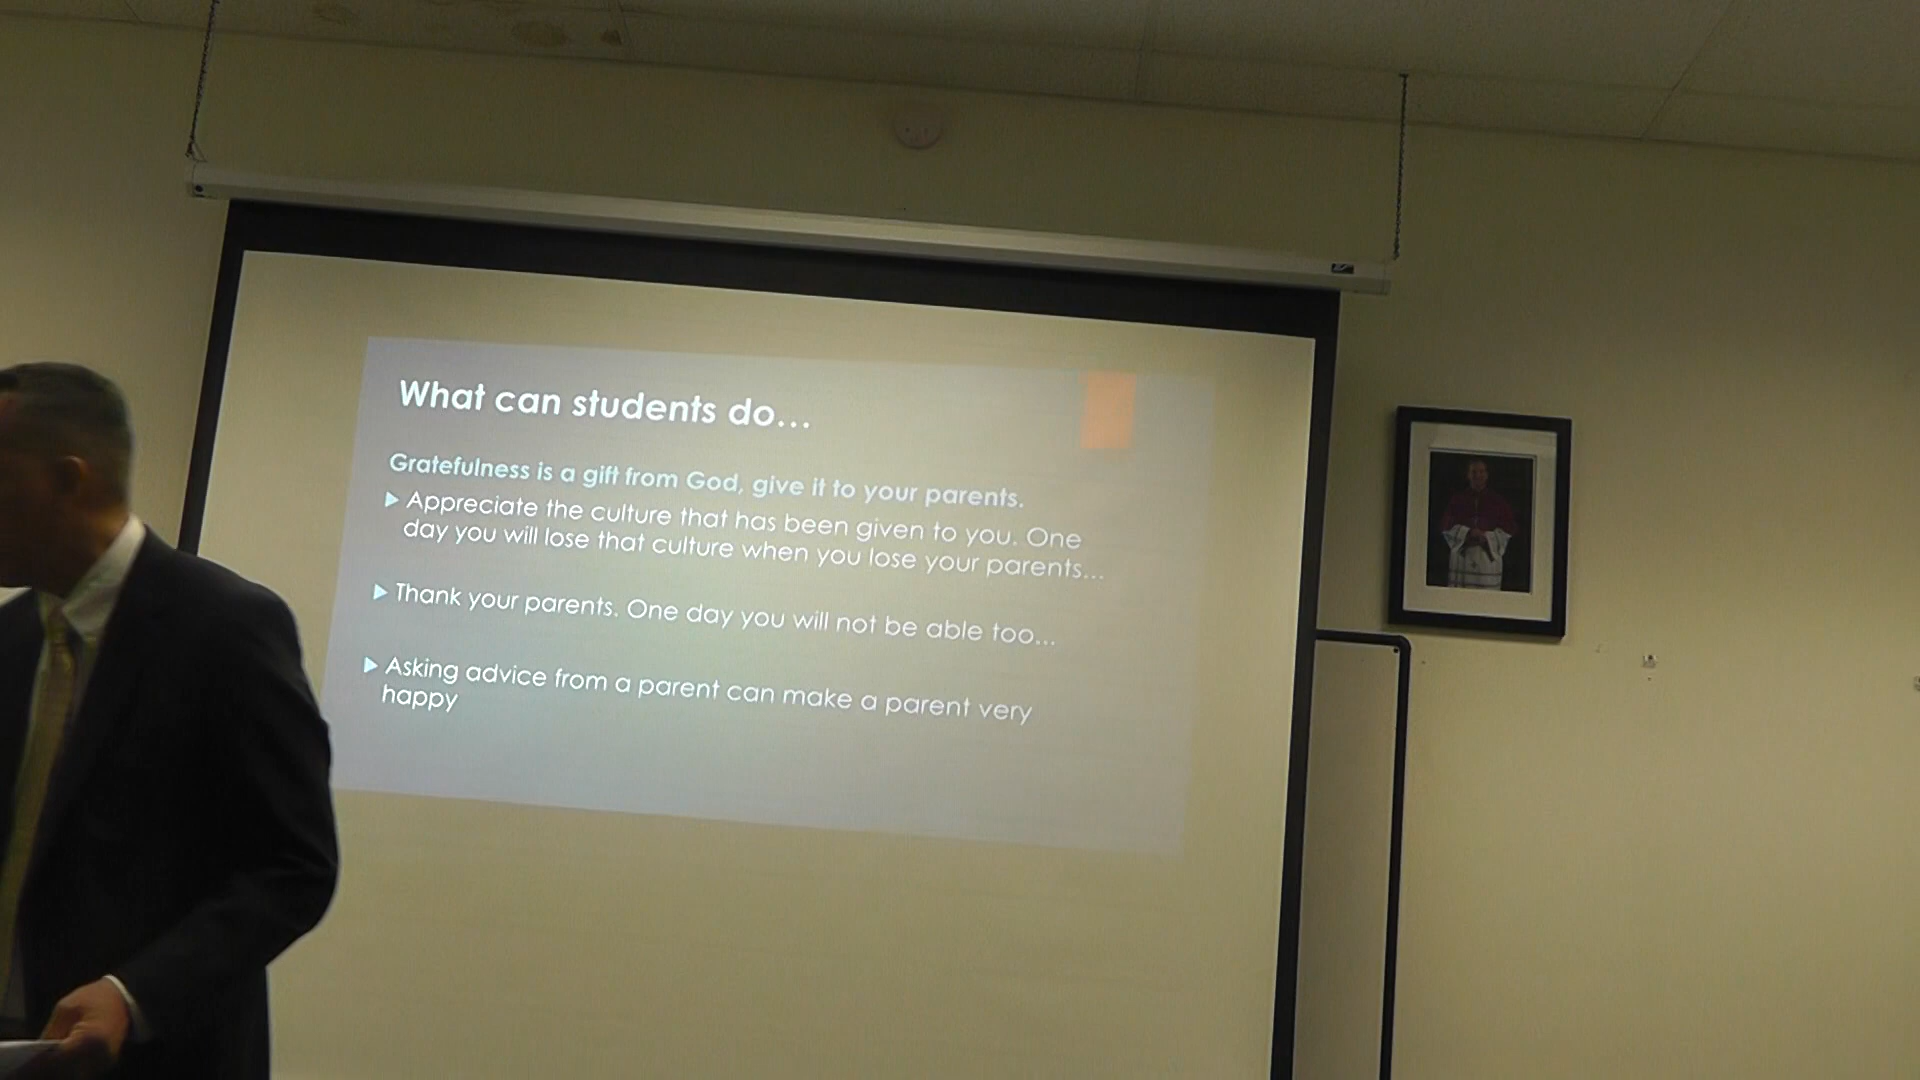 What can students do...
Gratefulness is a gift from God, give it to your parents.
Appreciate the culture that has been given to you. One
day you will lose that culture when you lose your parents...
Thank your parents. One day you will not be able too...
Asking advice from a parent can make a parent very
happy